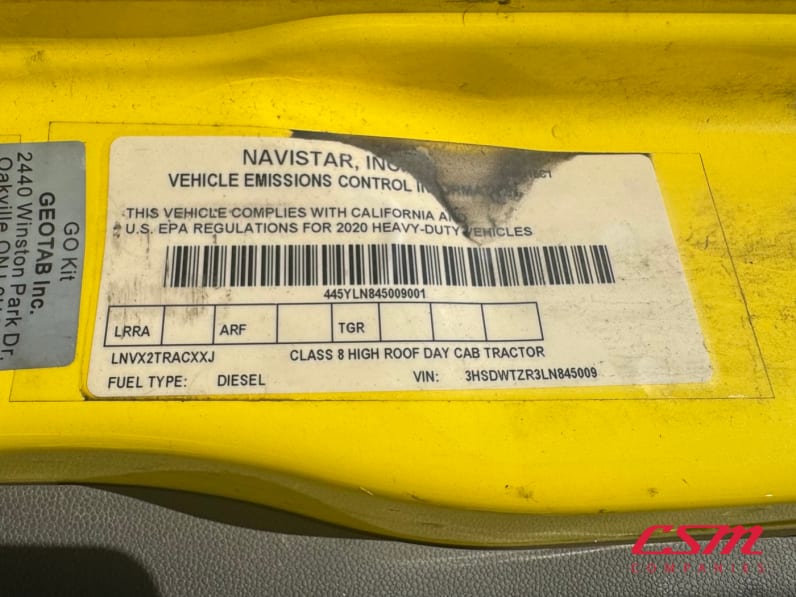 NAVISTAR, INC.
VEHICLE EMISSIONS CONTROL INFORMATION
THIS VEHICLE COMPLIES WITH CALIFORNIA AND
U.S. EPA REGULATIONS FOR 2020 HEAVY-DUTY VEHICLES
445YLN845009001
LRRA ARF TGR
LNVX2TRACXXJ CLASS 8 HIGH ROOF DAY CAB TRACTOR
FUEL TYPE: DIESEL VIN: 3HSDWTZR3LN845009
GO Kit
GEOTAB Inc.
2440 Winston Park Dr,
Oakville, ON
CSM
COMPANIES